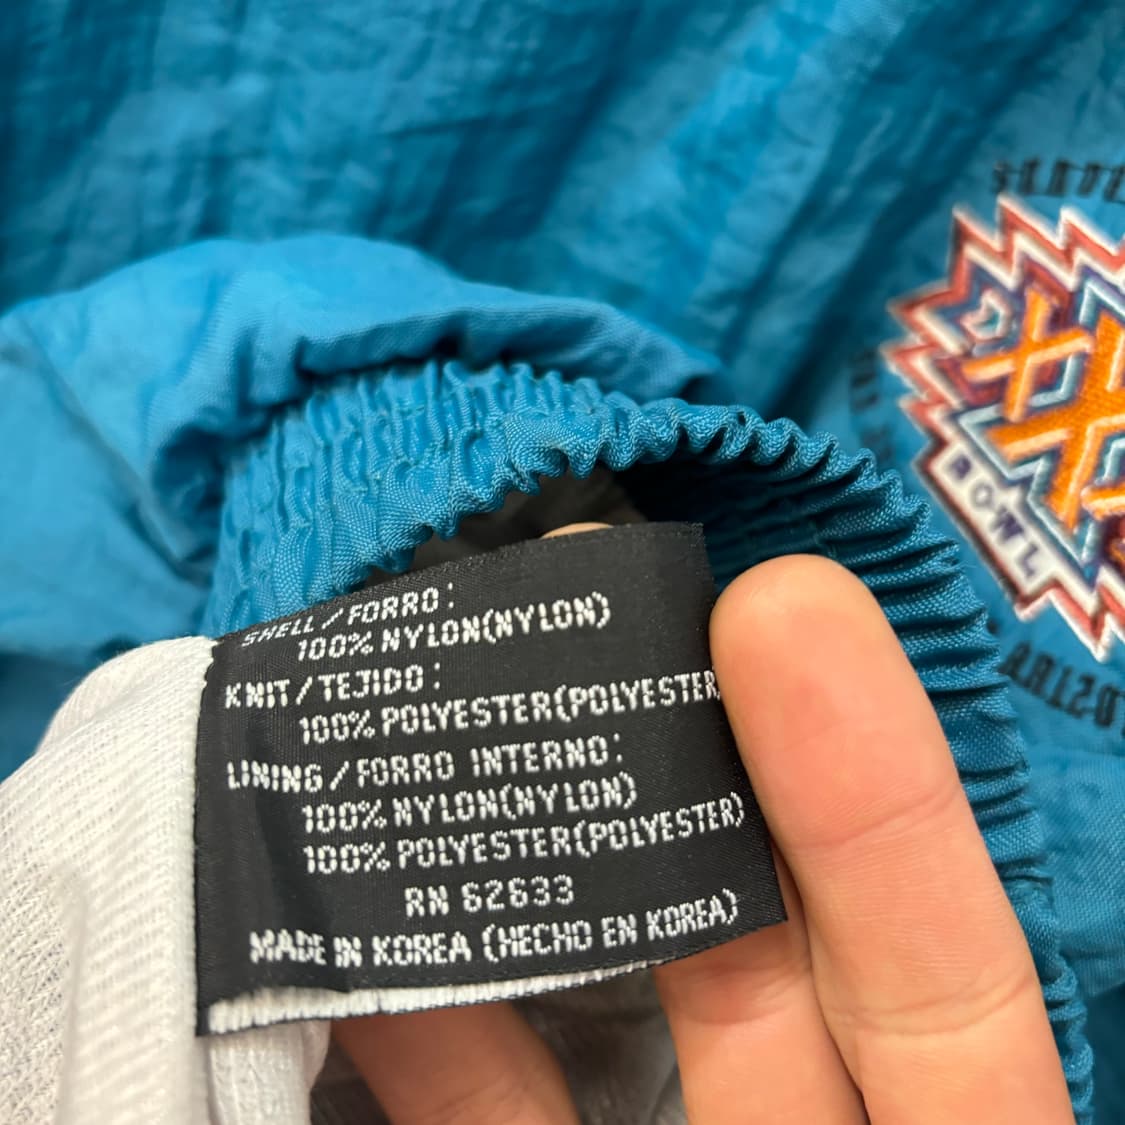 SHELL/FORRO:
100% NYLON(NYLON)
KNIT/TEJIDO:
100% POLYESTER(POLYESTER
LINING/FORRO INTERNO:
100% NYLON(NYLON)
100% POLYESTER(POLYESTER)
RN 62633
MADE IN KOREA (HECHO EN KOREA)
XX
BOWL